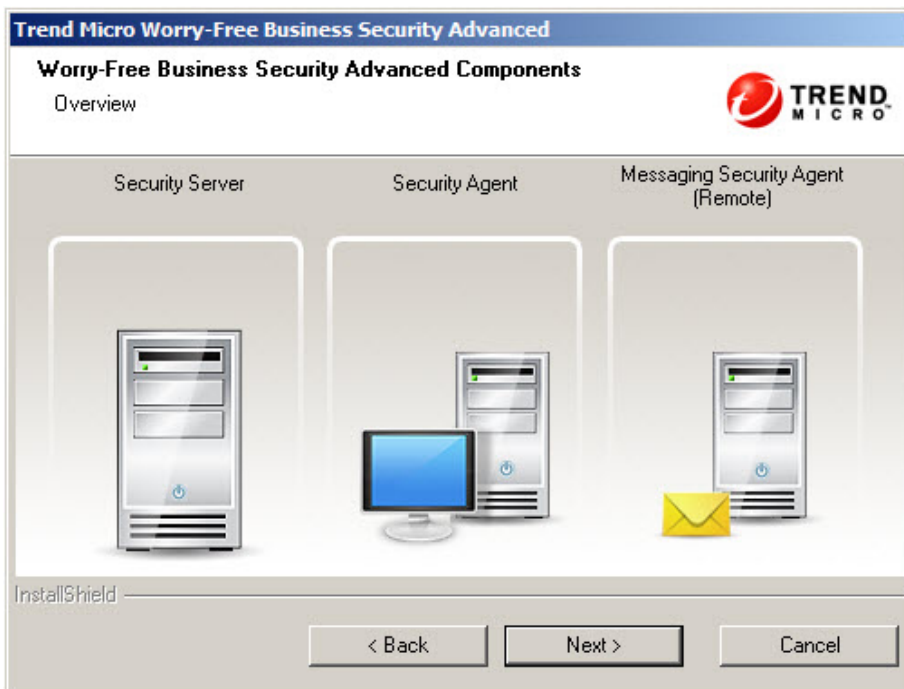 Trend Micro Worry-Free Business Security Advanced
Worry-Free Business Security Advanced Components
Overview
TREND
MICRO
Security Server
Security Agent
Messaging Security Agent
(Remote)
InstallShield
< Back
Next >
Cancel